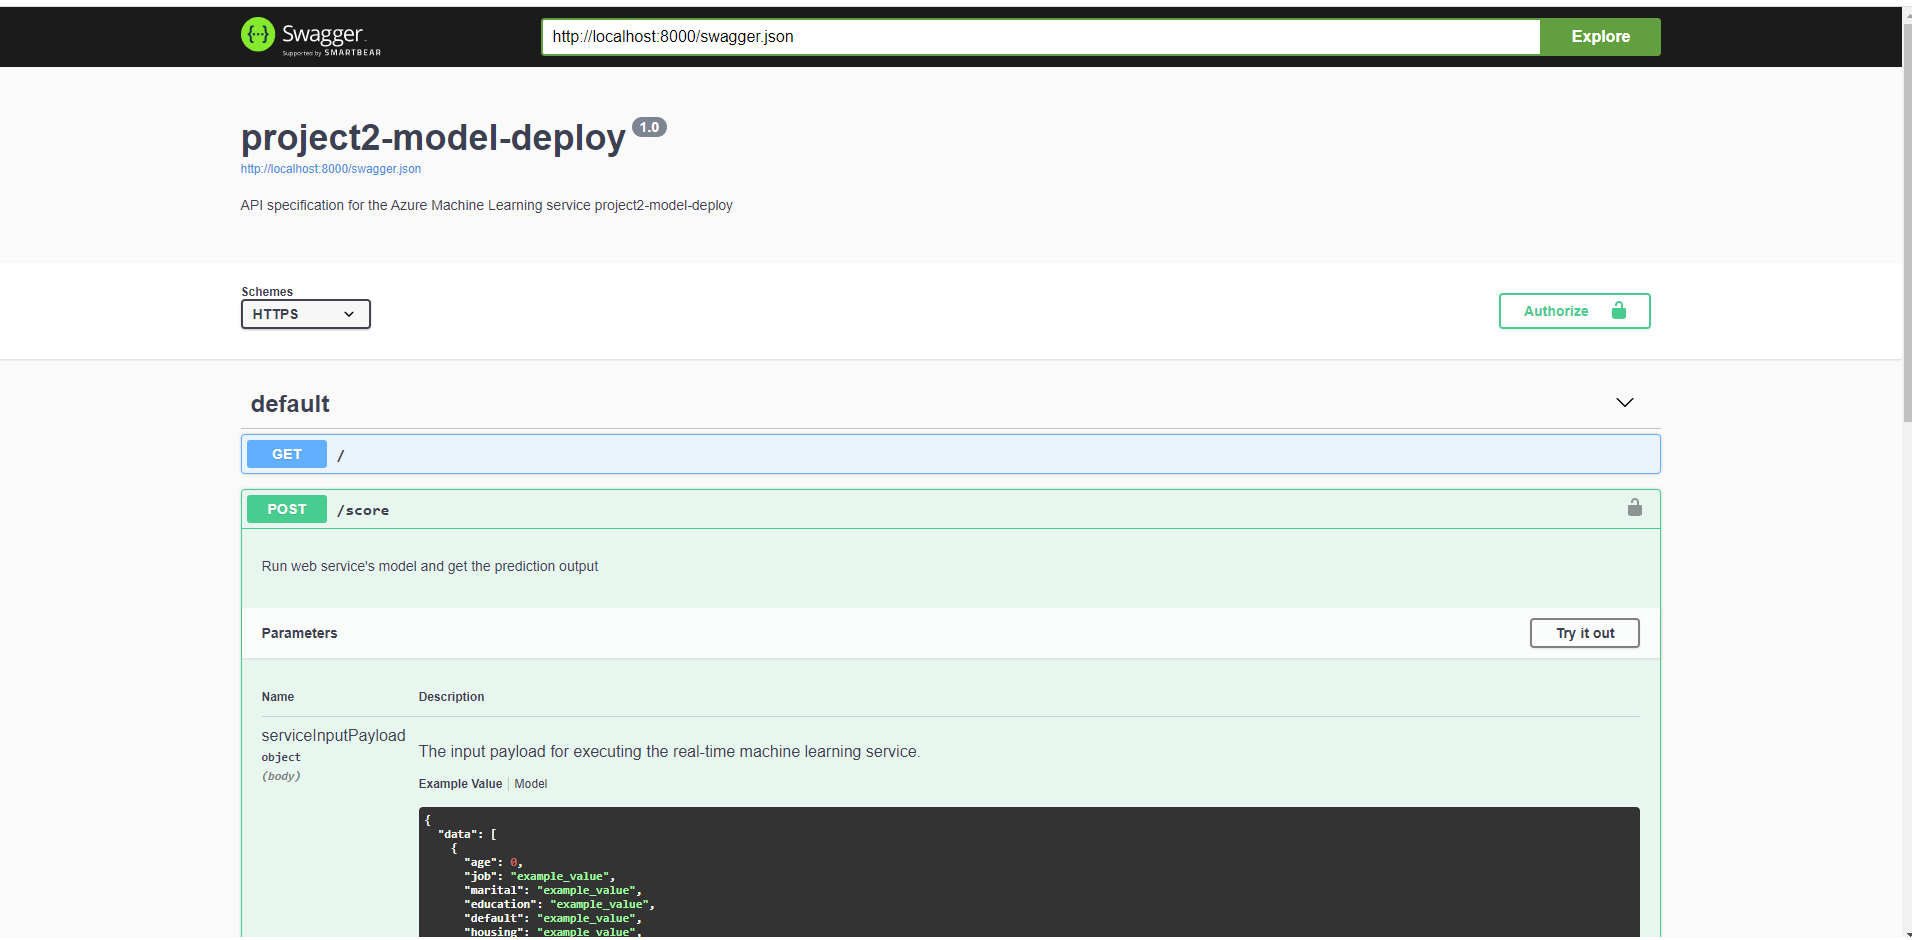 Swagger
Supported by SMARTBEAR
http://localhost:8000/swagger.json
Explore
project2-model-deploy 1.0
http://localhost:8000/swagger.json
API specification for the Azure Machine Learning service project2-model-deploy
Schemes
HTTPS
Authorize
default
GET /
POST /score
Run web service's model and get the prediction output
Parameters
Try it out
Name Description
serviceInputPayload
object
(body)
The input payload for executing the real-time machine learning service.
Example Value | Model
{
  "data": [
    {
      "age": 0,
      "job": "example_value",
      "marital": "example_value",
      "education": "example_value",
      "default": "example_value",
      "housing": "example_value",